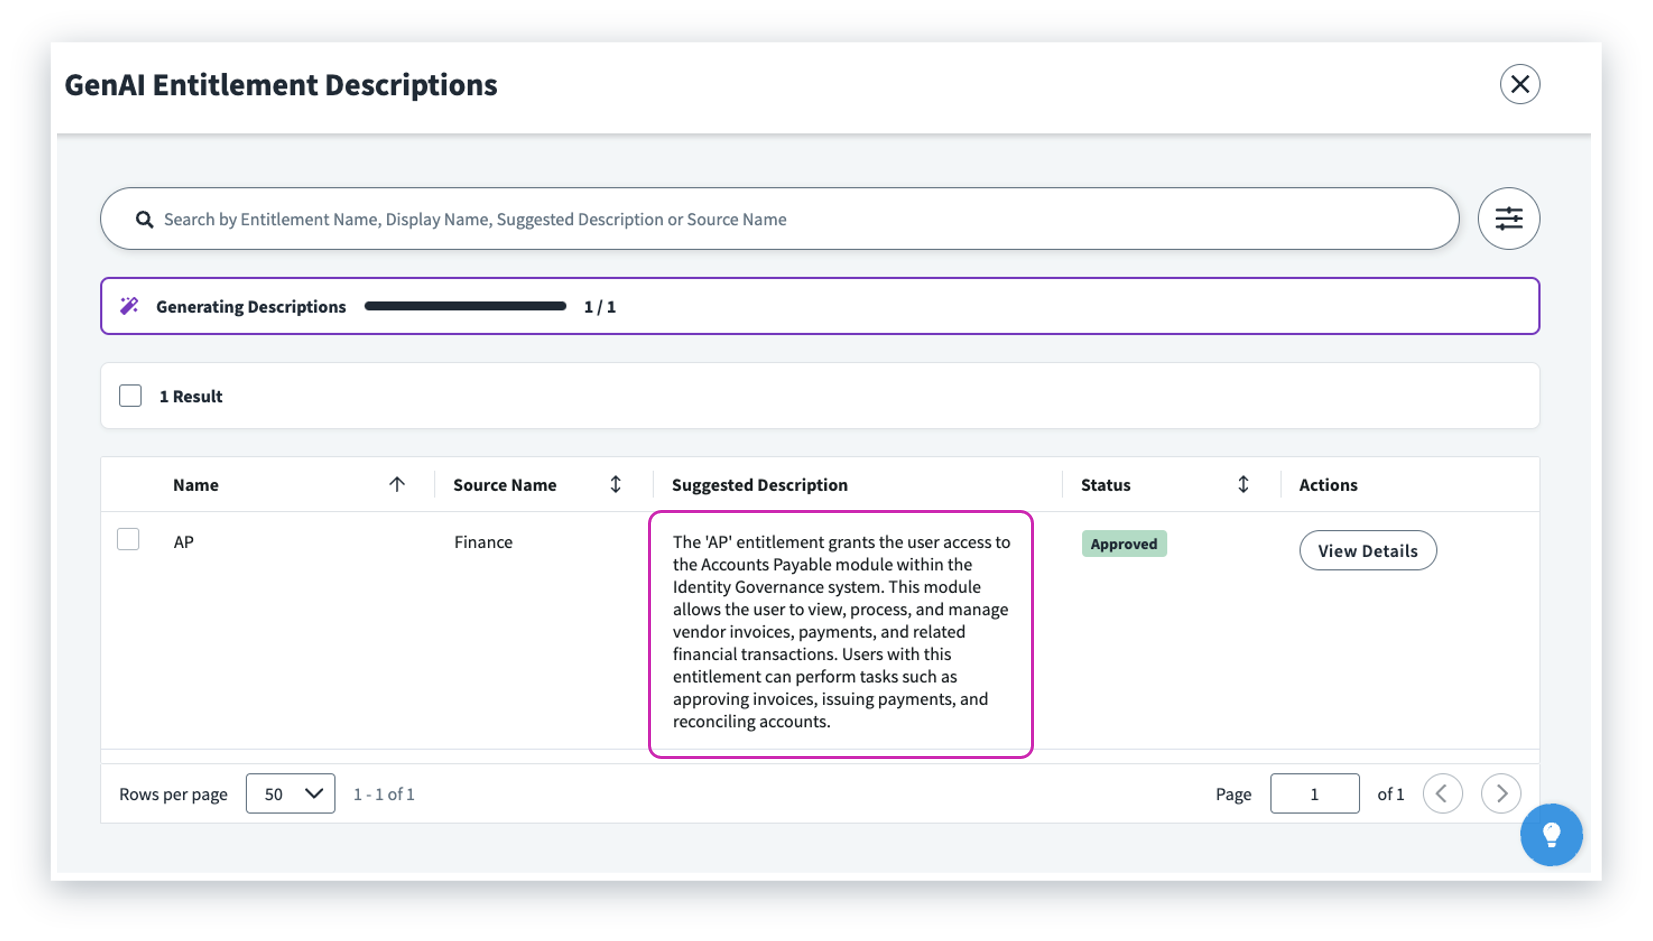 GenAI Entitlement Descriptions
Search by Entitlement Name, Display Name, Suggested Description or Source Name
Generating Descriptions 1 / 1
1 Result
Name Source Name Suggested Description Status Actions
AP Finance
The 'AP' entitlement grants the user access to
the Accounts Payable module within the
Identity Governance system. This module
allows the user to view, process, and manage
vendor invoices, payments, and related
financial transactions. Users with this
entitlement can perform tasks such as
approving invoices, issuing payments, and
reconciling accounts.
Approved
View Details
Rows per page 50 1 - 1 of 1 Page 1 of 1